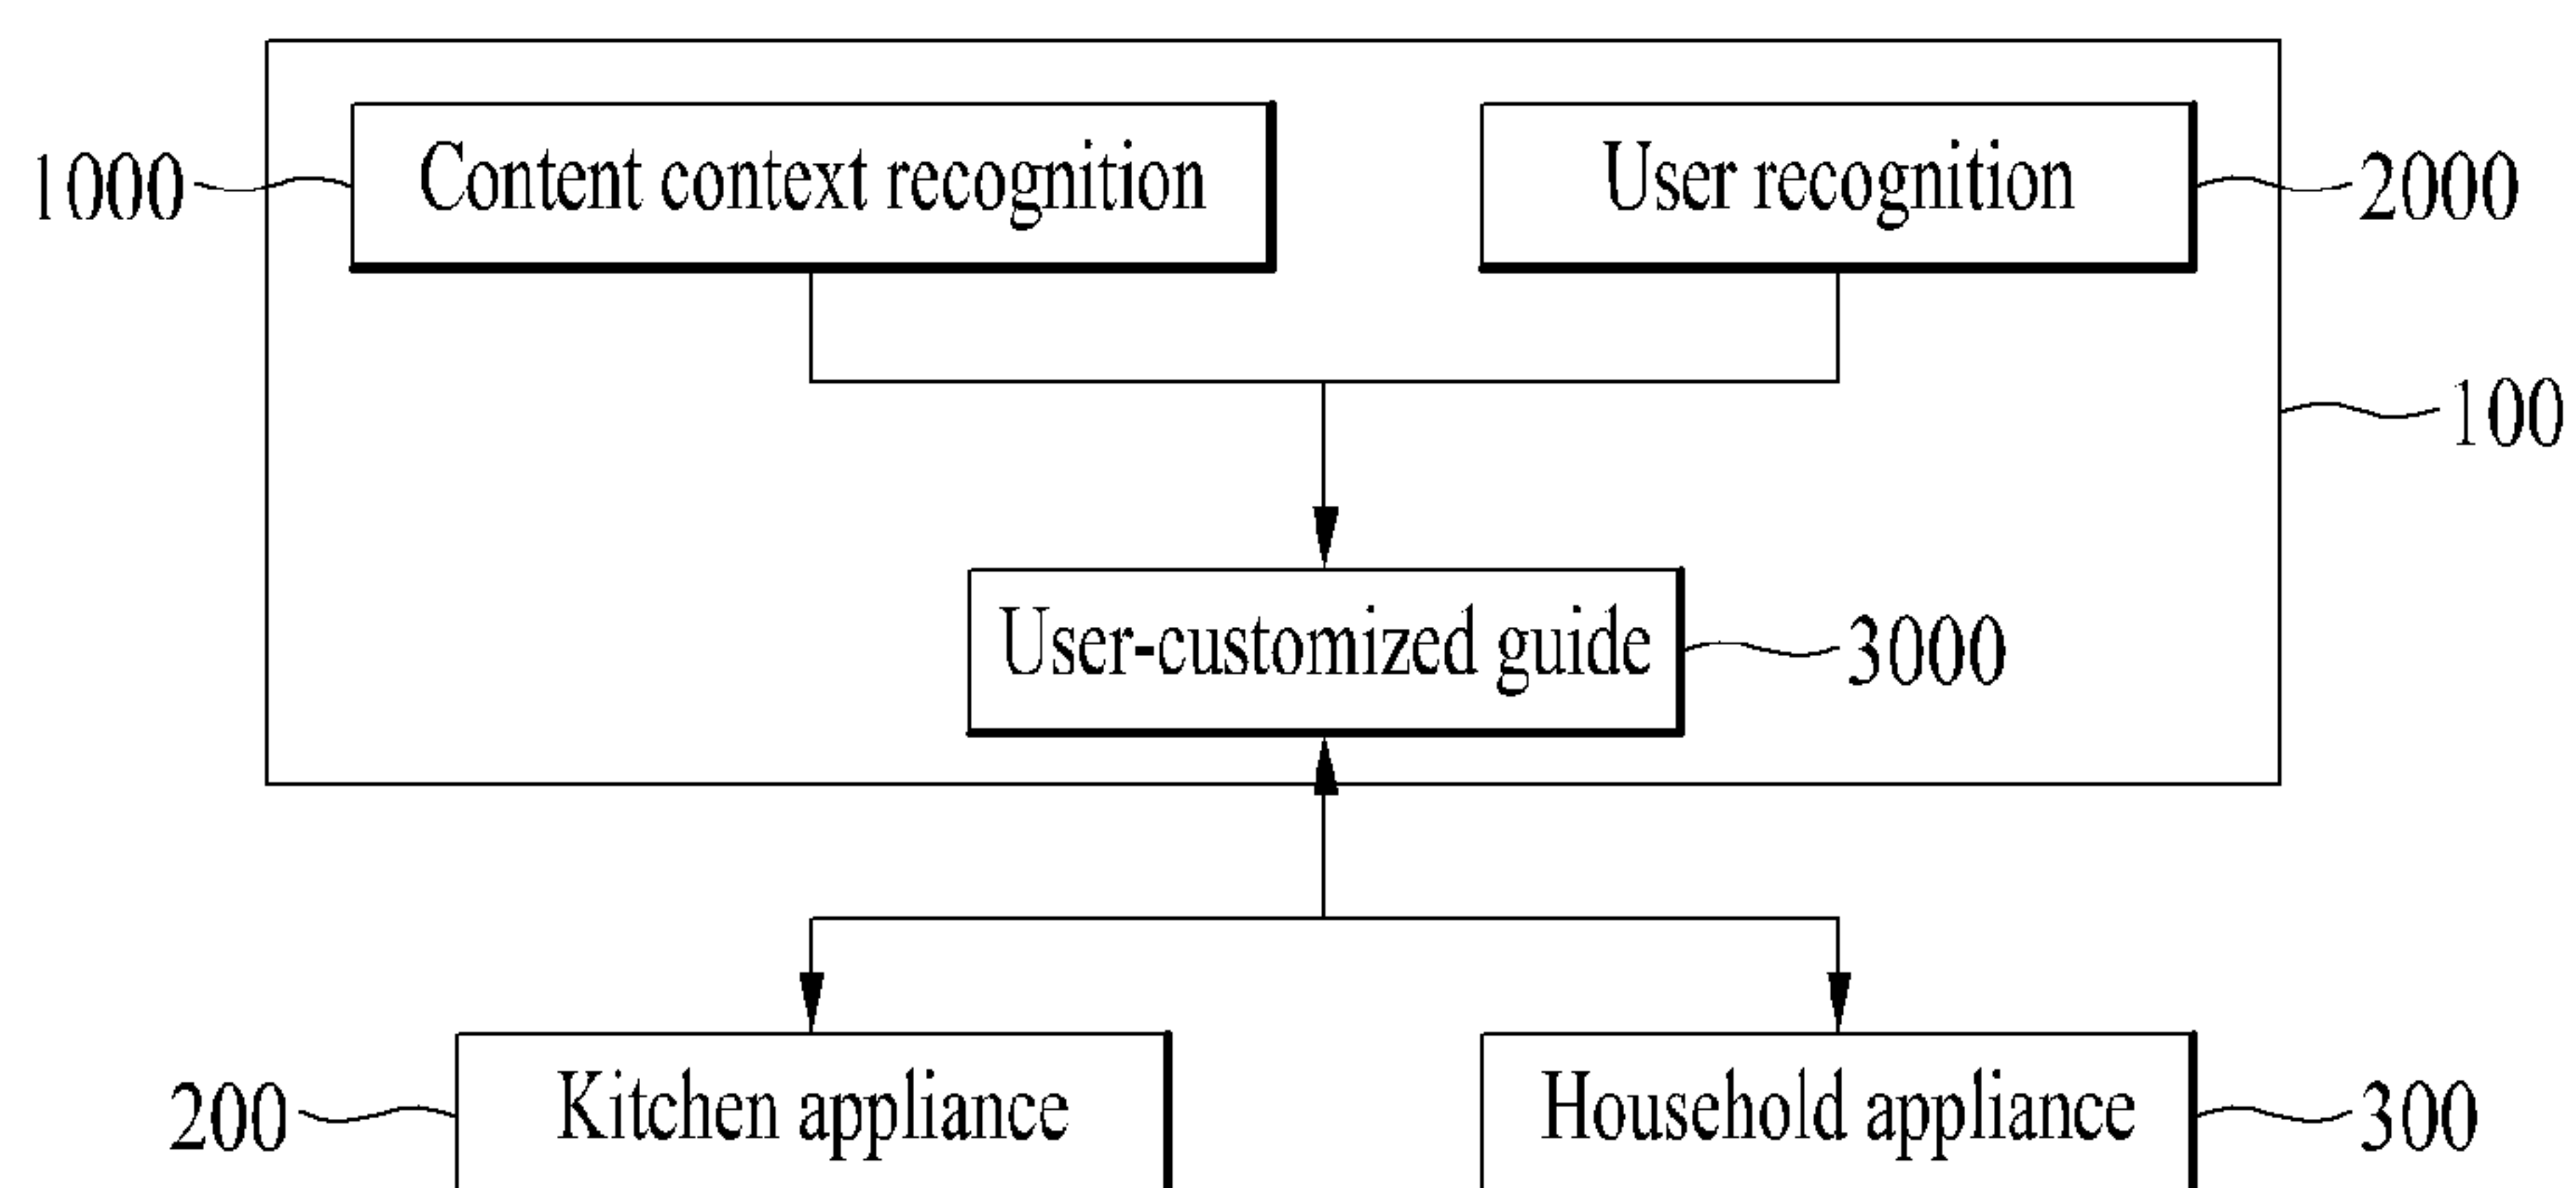 1000
Content context recognition
User recognition
2000
100
User-customized guide
3000
200
Kitchen appliance
Household appliance
300